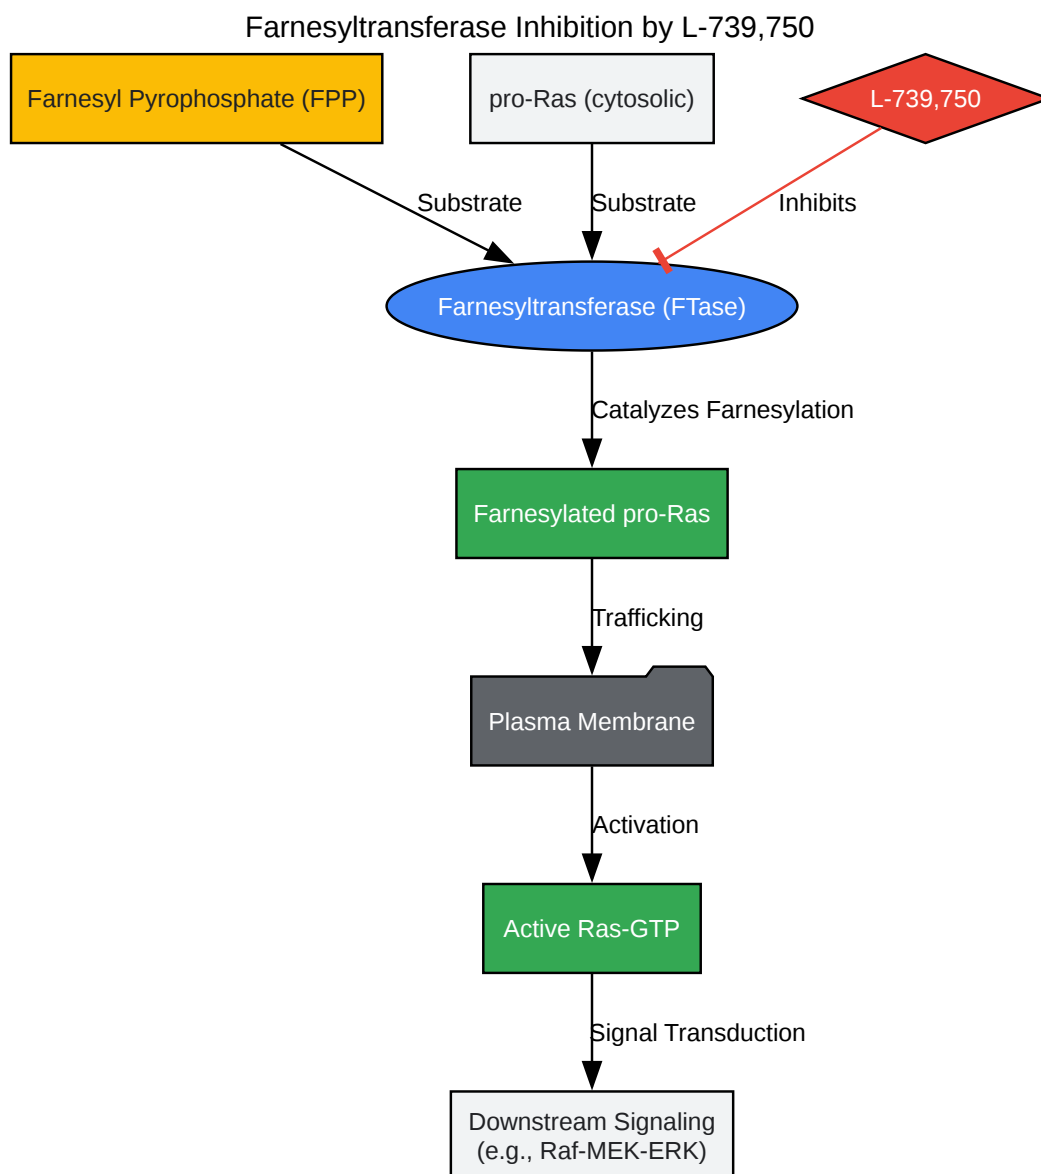 Farnesyltransferase Inhibition by L-739,750
Farnesyl Pyrophosphate (FPP)
pro-Ras (cytosolic)
L-739,750
Substrate
Substrate
Inhibits
Farnesyltransferase (FTase)
Catalyzes Farnesylation
Farnesylated pro-Ras
Trafficking
Plasma Membrane
Activation
Active Ras-GTP
Signal Transduction
Downstream Signaling
(e.g., Raf-MEK-ERK)